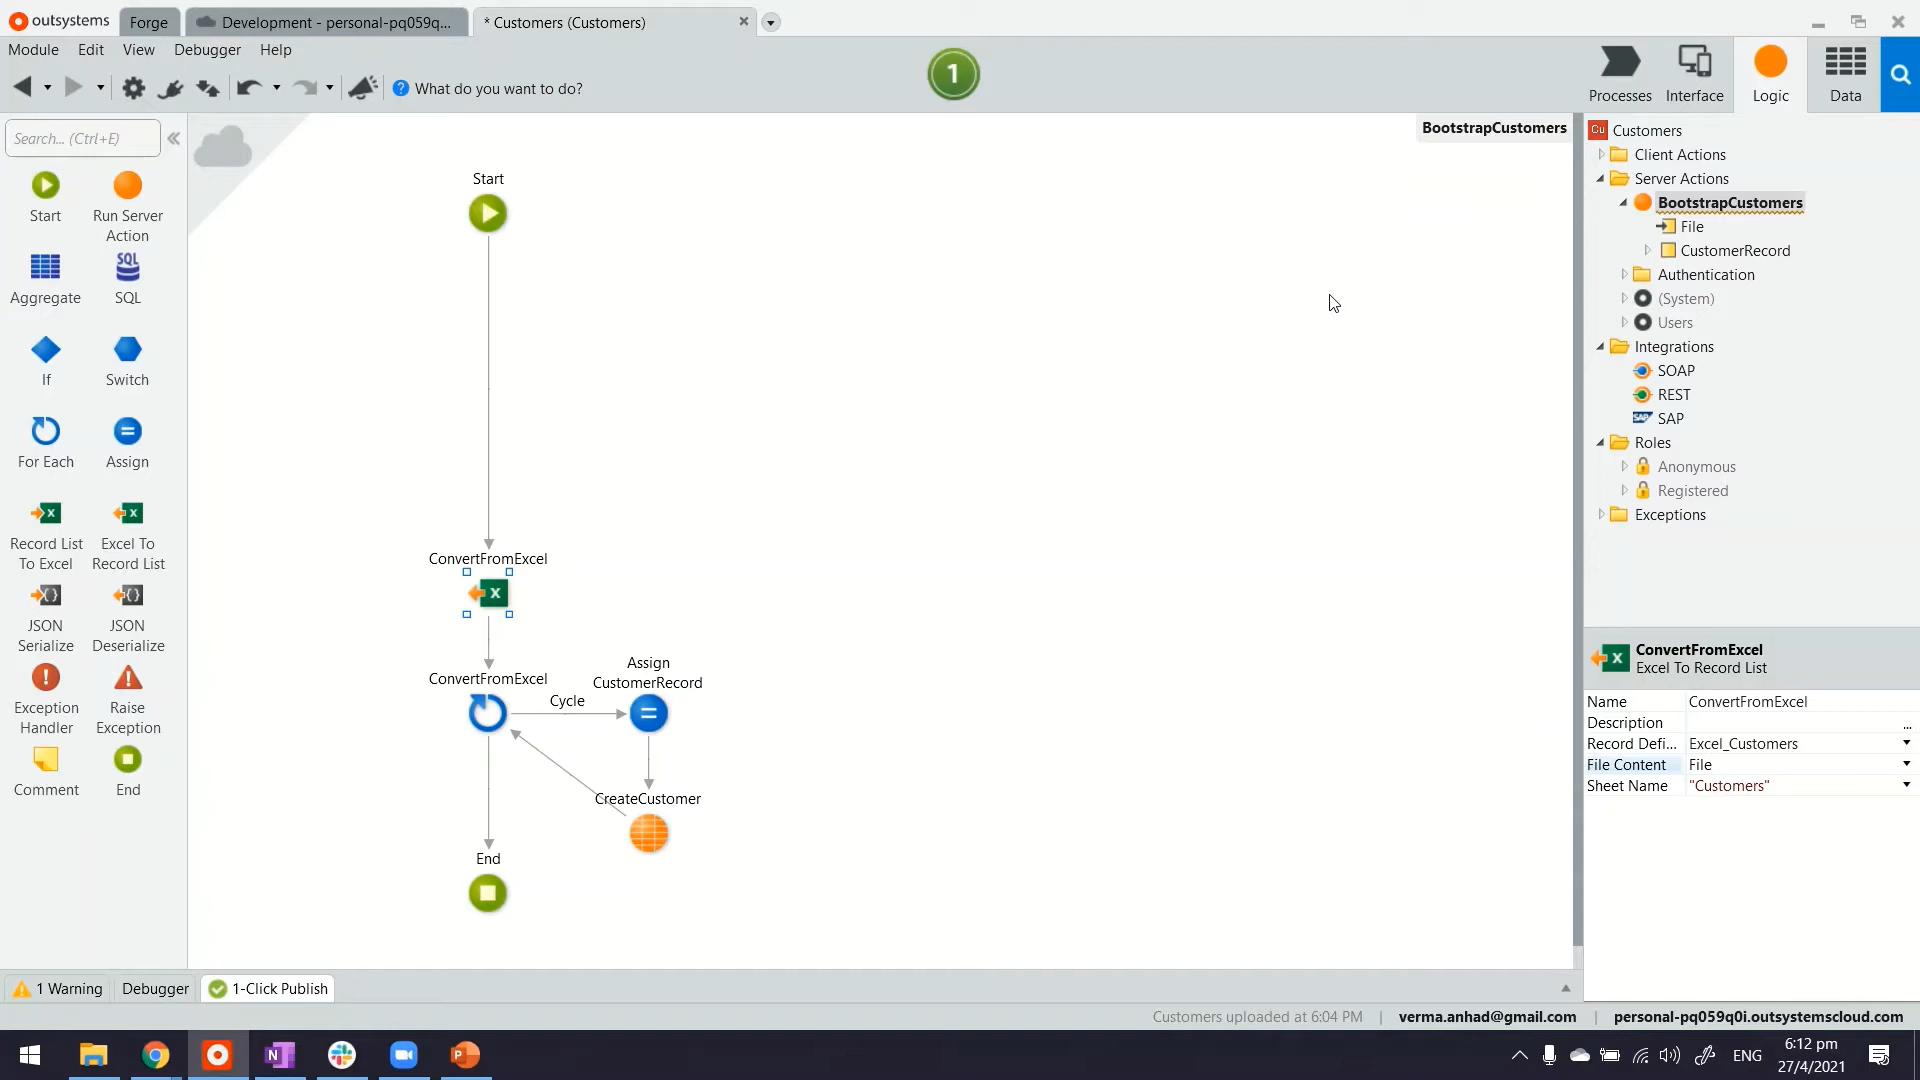 outsystems
Forge
Development - personal-pq059q...
* Customers (Customers)
Module Edit View Debugger Help
What do you want to do?
1
Processes
Interface
Logic
Data
Search... (Ctrl+E)
Start
Run Server
Action
Aggregate
SQL
If
Switch
For Each
Assign
Record List
To Excel
Excel To
Record List
JSON
Serialize
JSON
Deserialize
Exception
Handler
Raise
Exception
Comment
End
BootstrapCustomers
Start
ConvertFromExcel
ConvertFromExcel
Cycle
Assign
CustomerRecord
CreateCustomer
End
Cu Customers
Client Actions
Server Actions
BootstrapCustomers
File
CustomerRecord
Authentication
(System)
Users
Integrations
SOAP
REST
SAP SAP
Roles
Anonymous
Registered
Exceptions
ConvertFromExcel
Excel To Record List
Name ConvertFromExcel
Description ...
Record Defi... Excel_Customers
File Content File
Sheet Name "Customers"
1 Warning
Debugger
1-Click Publish
Customers uploaded at 6:04 PM | verma.anhad@gmail.com | personal-pq059q0i.outsystemscloud.com
ENG
6:12 pm
27/4/2021